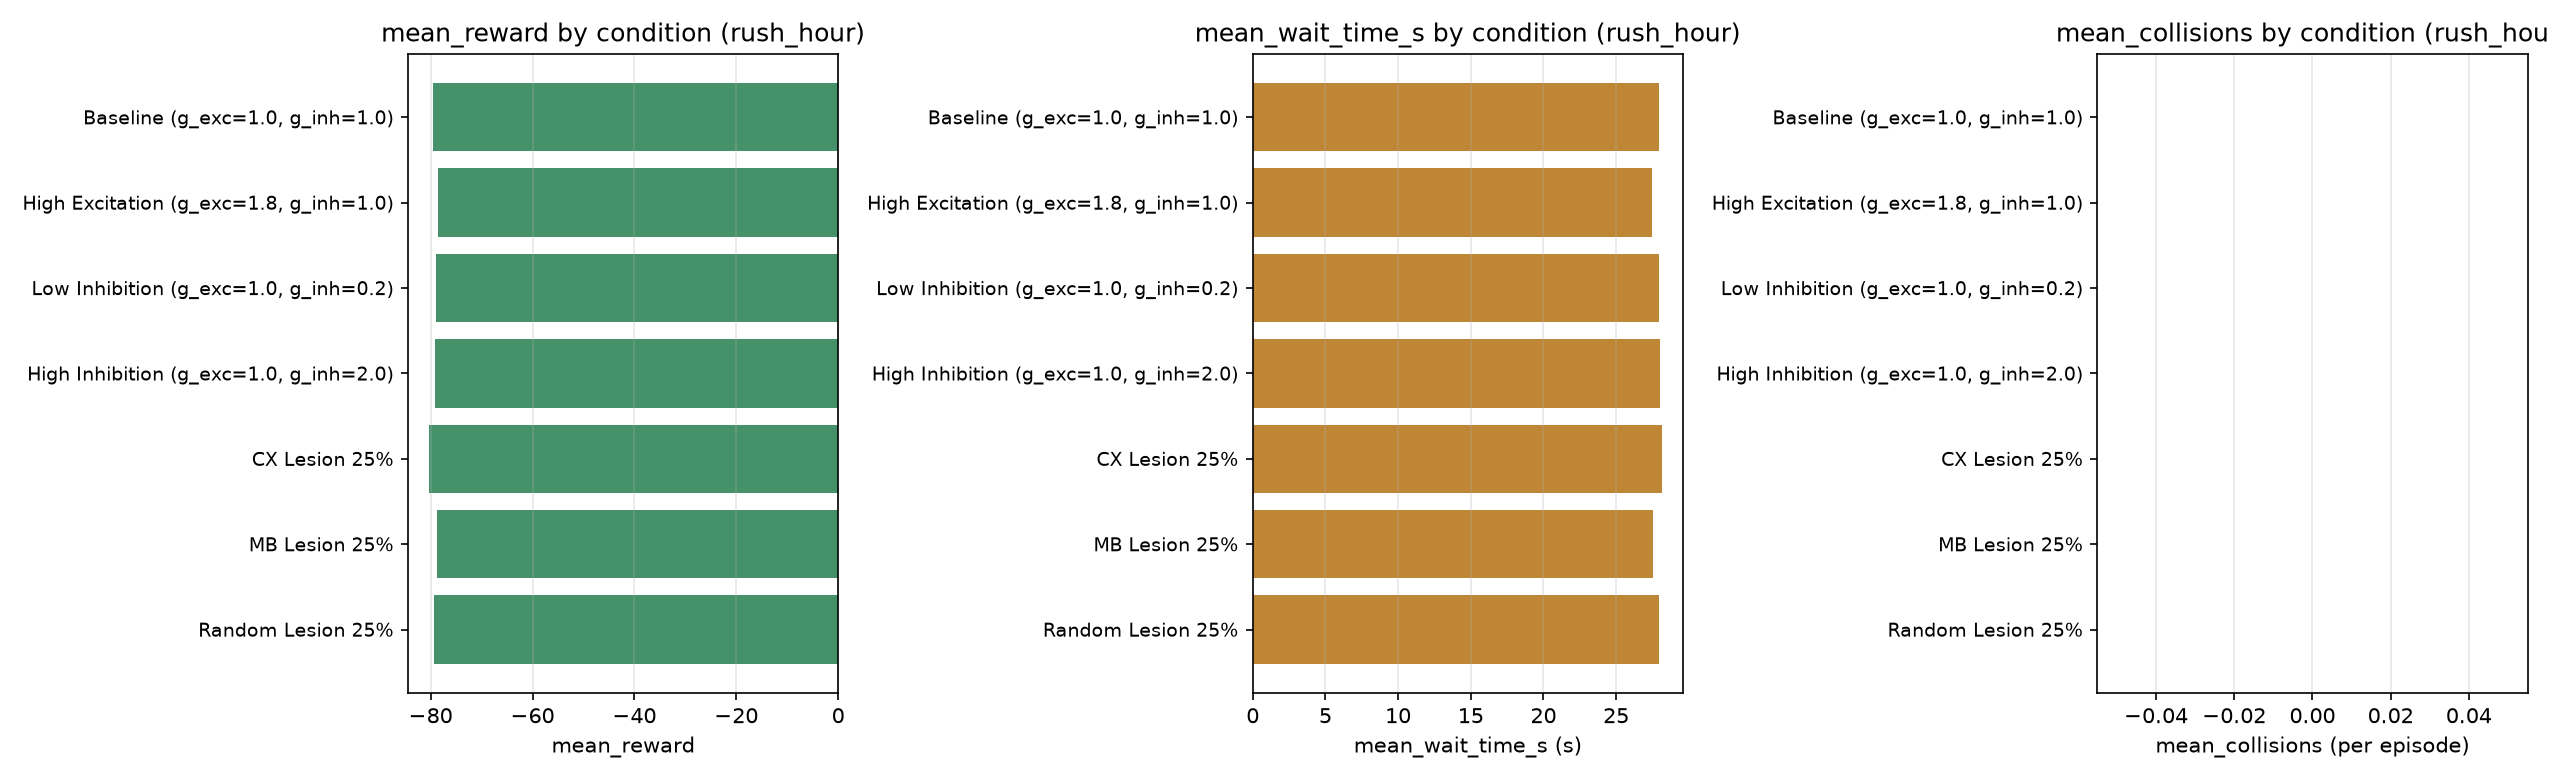 mean_reward by condition (rush_hour)
Baseline (g_exc=1.0, g_inh=1.0)
High Excitation (g_exc=1.8, g_inh=1.0)
Low Inhibition (g_exc=1.0, g_inh=0.2)
High Inhibition (g_exc=1.0, g_inh=2.0)
CX Lesion 25%
MB Lesion 25%
Random Lesion 25%
−80 −60 −40 −20 0
mean_reward
mean_wait_time_s by condition (rush_hour)
Baseline (g_exc=1.0, g_inh=1.0)
High Excitation (g_exc=1.8, g_inh=1.0)
Low Inhibition (g_exc=1.0, g_inh=0.2)
High Inhibition (g_exc=1.0, g_inh=2.0)
CX Lesion 25%
MB Lesion 25%
Random Lesion 25%
0 5 10 15 20 25
mean_wait_time_s (s)
mean_collisions by condition (rush_hou
Baseline (g_exc=1.0, g_inh=1.0)
High Excitation (g_exc=1.8, g_inh=1.0)
Low Inhibition (g_exc=1.0, g_inh=0.2)
High Inhibition (g_exc=1.0, g_inh=2.0)
CX Lesion 25%
MB Lesion 25%
Random Lesion 25%
−0.04 −0.02 0.00 0.02 0.04
mean_collisions (per episode)